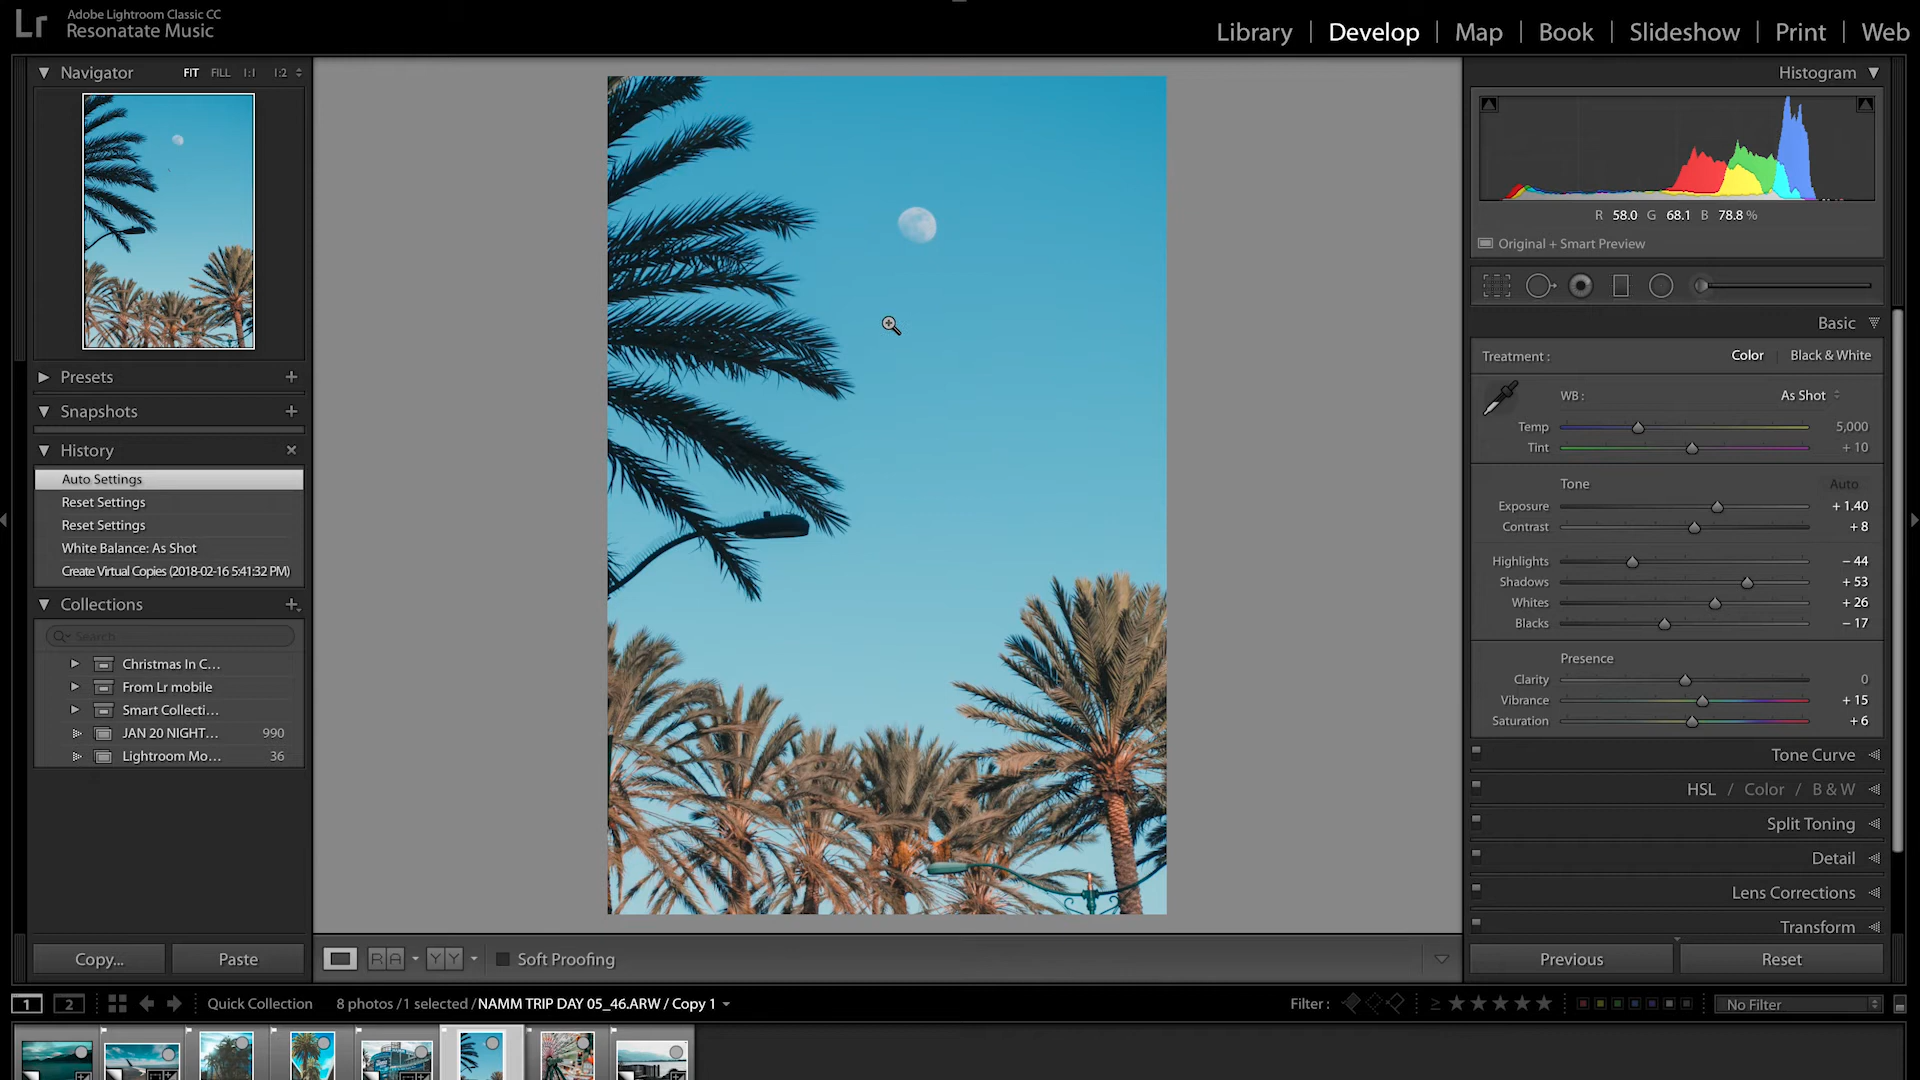 Lr
Adobe Lightroom Classic CC
Resonatate Music
Library | Develop | Map | Book | Slideshow | Print | Web
Navigator FIT FILL 1:1 1:2
Presets +
Snapshots +
History ×
Auto Settings
Reset Settings
Reset Settings
White Balance: As Shot
Create Virtual Copies (2018-02-16 5:41:32 PM)
Collections +
Search
Christmas In C...
From Lr mobile
Smart Collecti...
JAN 20 NIGHT... 990
Lightroom Mo... 36
Copy... Paste
R A Y Y Soft Proofing
Histogram
R 58.0 G 68.1 B 78.8 %
Original + Smart Preview
Basic
Treatment : Color | Black & White
WB : As Shot
Temp 5,000
Tint + 10
Tone Auto
Exposure + 1.40
Contrast + 8
Highlights − 44
Shadows + 53
Whites + 26
Blacks − 17
Presence
Clarity 0
Vibrance + 15
Saturation + 6
Tone Curve
HSL / Color / B & W
Split Toning
Detail
Lens Corrections
Transform
Previous Reset
1 2 Quick Collection 8 photos / 1 selected / NAMM TRIP DAY 05_46.ARW / Copy 1 Filter : ≥ ★★★★★ No Filter